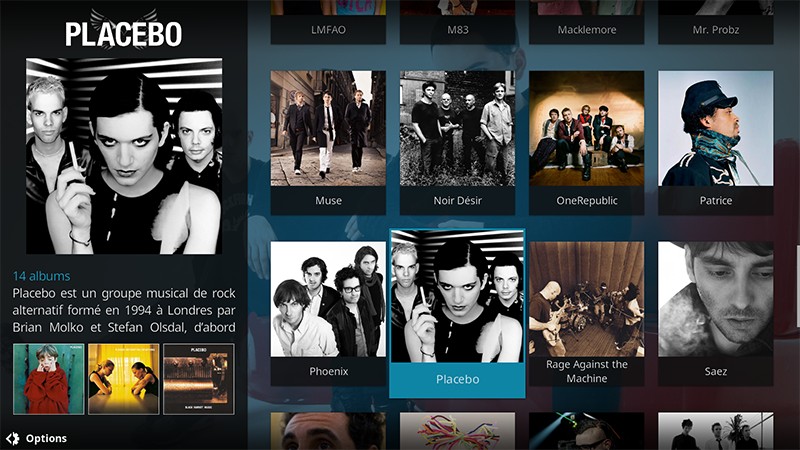 PLACEBO
14 albums
Placebo est un groupe musical de rock
alternatif formé en 1994 à Londres par
Brian Molko et Stefan Olsdal, d'abord
PLACEBO
Options
LMFAO
M83
Macklemore
Mr. Probz
Muse
Noir Désir
OneRepublic
Patrice
Phoenix
Placebo
Rage Against the
Machine
Saez